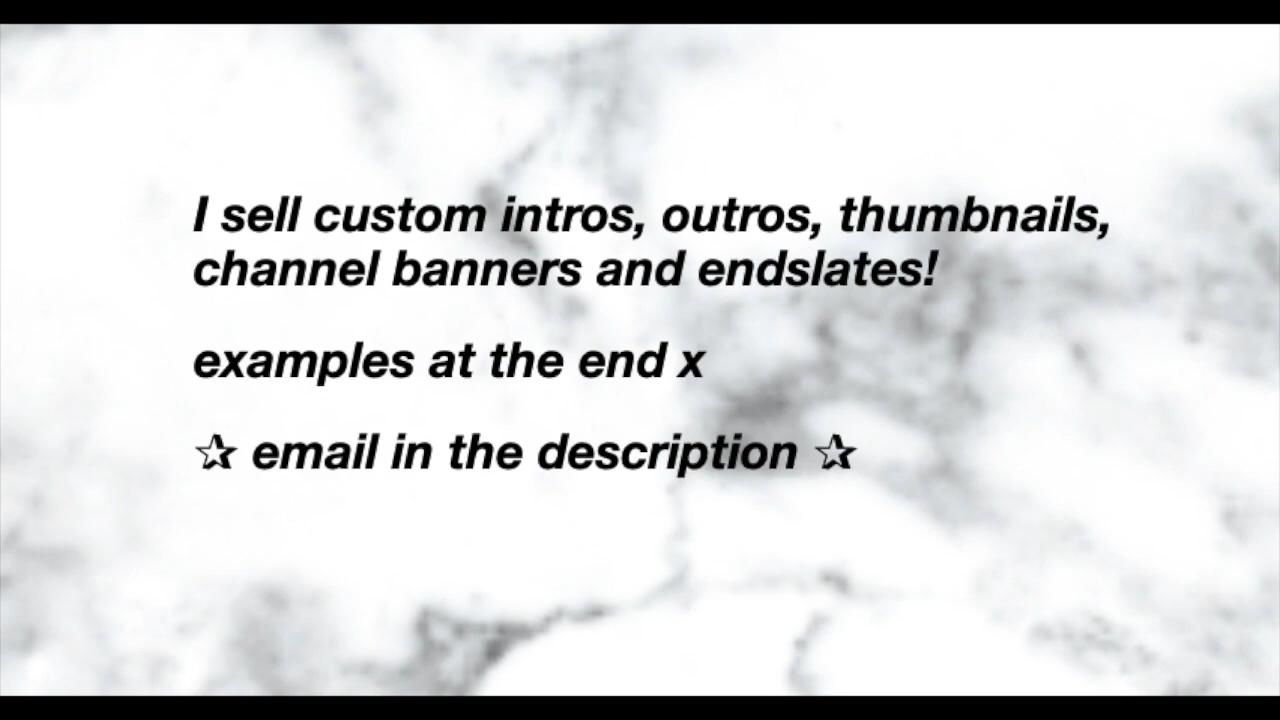 I sell custom intros, outros, thumbnails,
channel banners and endslates!
examples at the end x
✰ email in the description ✰